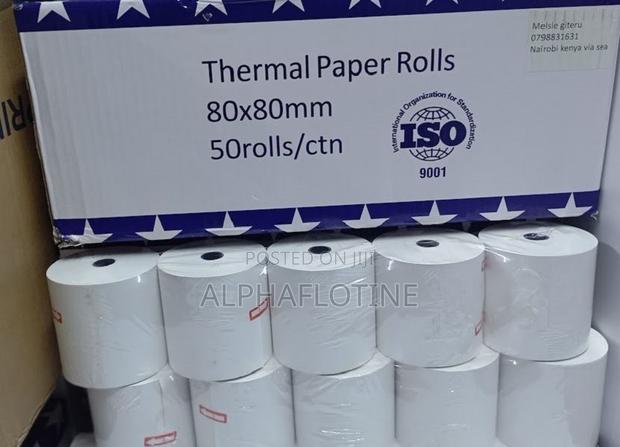 Melsie giteru
0798831631
Nairobi kenya via sea
Thermal Paper Rolls
80x80mm
50rolls/ctn
International Organization for Standardization
ISO
9001
POSTED ON JIJI
ALPHAFLOTINE